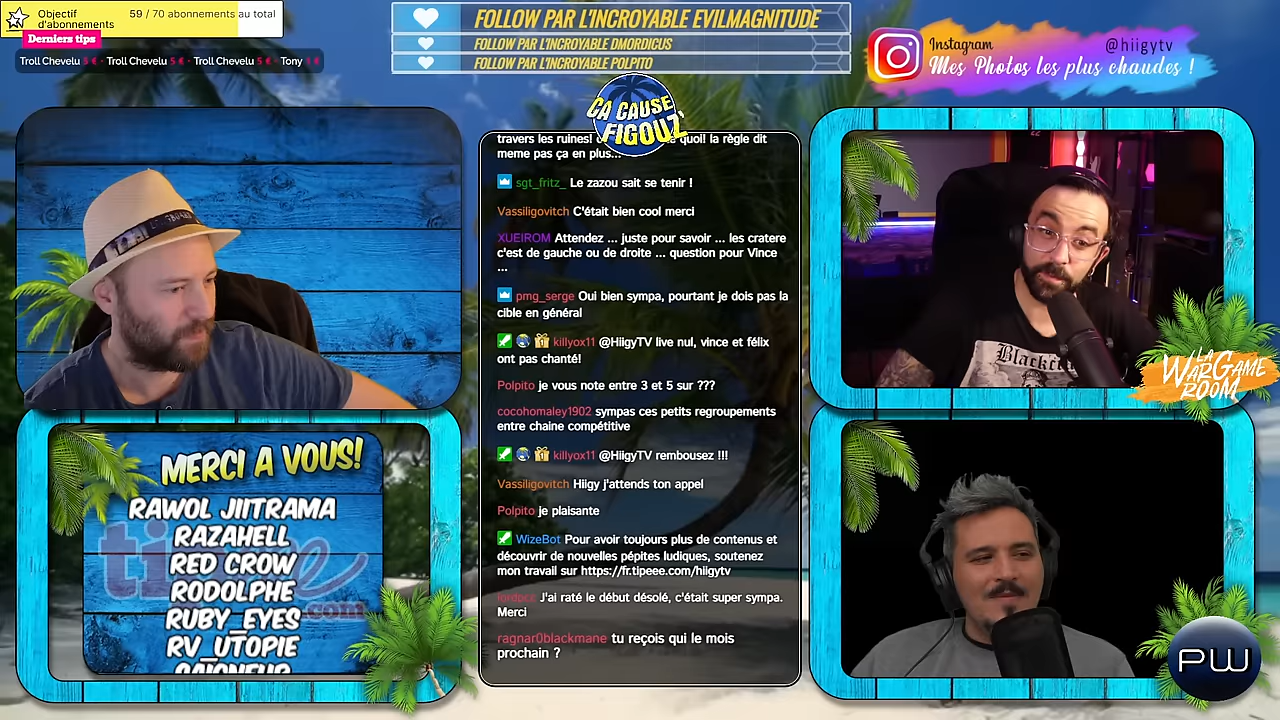 Objectif d'abonnements
59 / 70 abonnements au total
Derniers tips
Troll Chevelu 5 € · Troll Chevelu 5 € · Troll Chevelu 5 € · Tony
FOLLOW PAR L'INCROYABLE EVILMAGNITUDE
FOLLOW PAR L'INCROYABLE DMORDICUS
FOLLOW PAR L'INCROYABLE POLPITO
Instagram
@hiigytv
Mes Photos les plus chaudes !
ÇA CAUSE
FIGOUZ'
travers les ruines! quoi! la règle dit
meme pas ça en plus...
sgt_fritz_ Le zazou sait se tenir !
Vassiligovitch C'était bien cool merci
XUEIROM Attendez ... juste pour savoir ... les cratere
c'est de gauche ou de droite ... question pour Vince
...
pmg_serge Oui bien sympa, pourtant je dois pas la
cible en général
killyox11 @HiigyTV live nul, vince et félix
ont pas chanté!
Polpito je vous note entre 3 et 5 sur ???
cocohomaley1902 sympas ces petits regroupements
entre chaine compétitive
killyox11 @HiigyTV rembousez !!!
Vassiligovitch Hiigy j'attends ton appel
Polpito je plaisante
WizeBot Pour avoir toujours plus de contenus et
découvrir de nouvelles pépites ludiques, soutenez
mon travail sur https://fr.tipeee.com/hiigytv
J'ai raté le début désolé, c'était super sympa.
Merci
ragnar0blackmane tu reçois qui le mois
prochain ?
MERCI A VOUS!
RAWOL JIITRAMA
RAZAHELL
RED CROW
RODOLPHE
RUBY_EYES
RV_UTOPIE
.com
LA
WARGAME
ROOM
PW